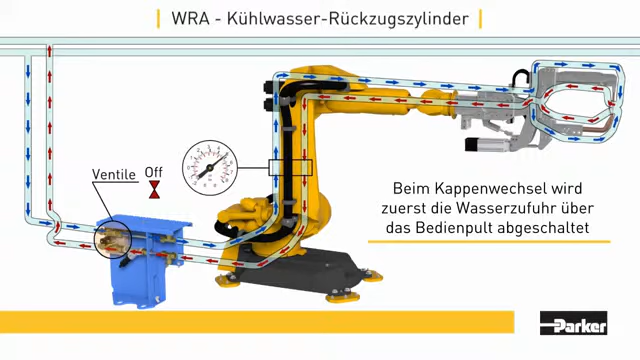 WRA - Kühlwasser-Rückzugszylinder
Ventile
Off
Beim Kappenwechsel wird
zuerst die Wasserzufuhr über
das Bedienpult abgeschaltet
Parker